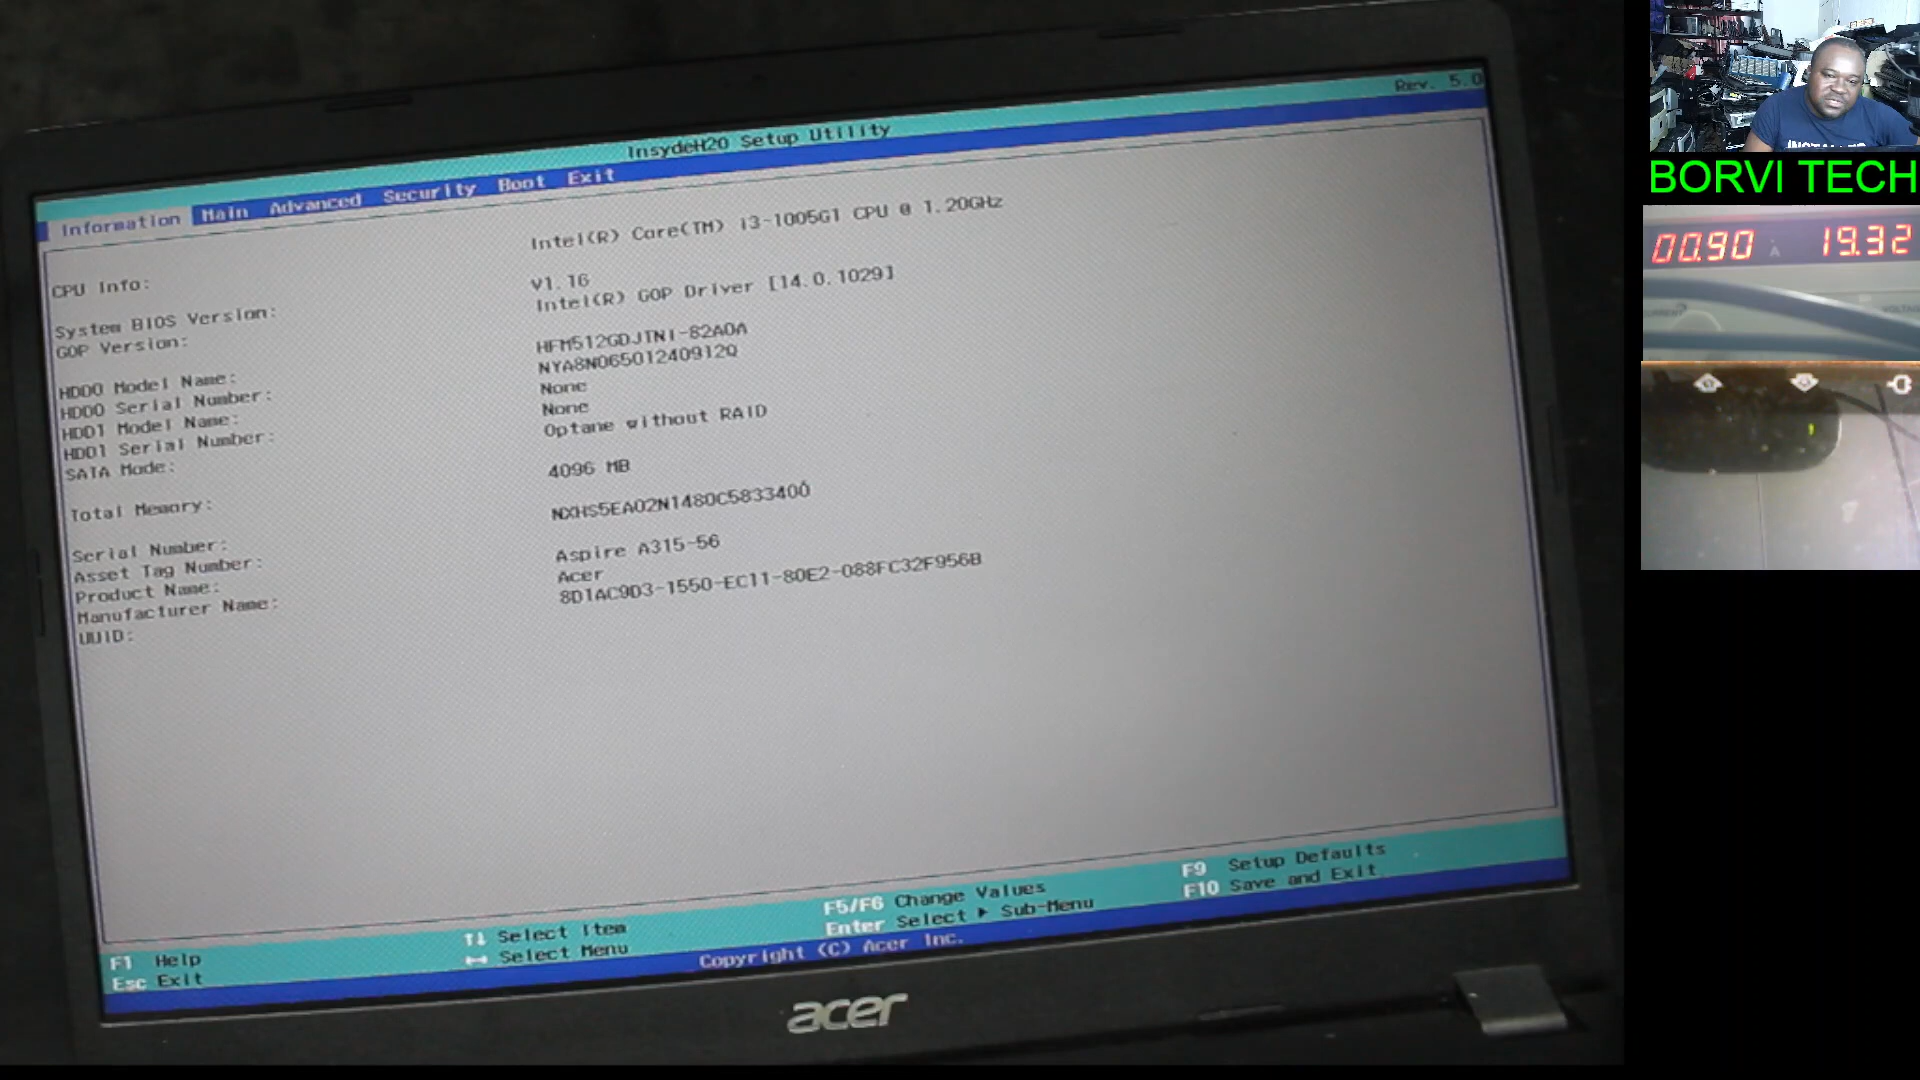 InsydeH20 Setup Utility
Rev. 5.0
Information Main Advanced Security Boot Exit
CPU Info: Intel(R) Core(TM) i3-1005G1 CPU @ 1.20GHz
System BIOS Version: V1.16
GOP Version: Intel(R) GOP Driver [14.0.1029]
HDD0 Model Name: HFM512GDJTNI-82A0A
HDD0 Serial Number: NYA8N06501240912Q
HDD1 Model Name: None
HDD1 Serial Number: None
SATA Mode: Optane without RAID
Total Memory: 4096 MB
Serial Number: NXHS5EA02N1480C5833400
Asset Tag Number:
Product Name: Aspire A315-56
Manufacturer Name: Acer
UUID: 8D1AC9D3-1550-EC11-80E2-088FC32F956B
F1 Help
↑↓ Select Item
F5/F6 Change Values
F9 Setup Defaults
Esc Exit
↔ Select Menu
Enter Select ▶ Sub-Menu
F10 Save and Exit
Copyright (C) Acer Inc.
acer
BORVI TECH
00.90 A 19.32